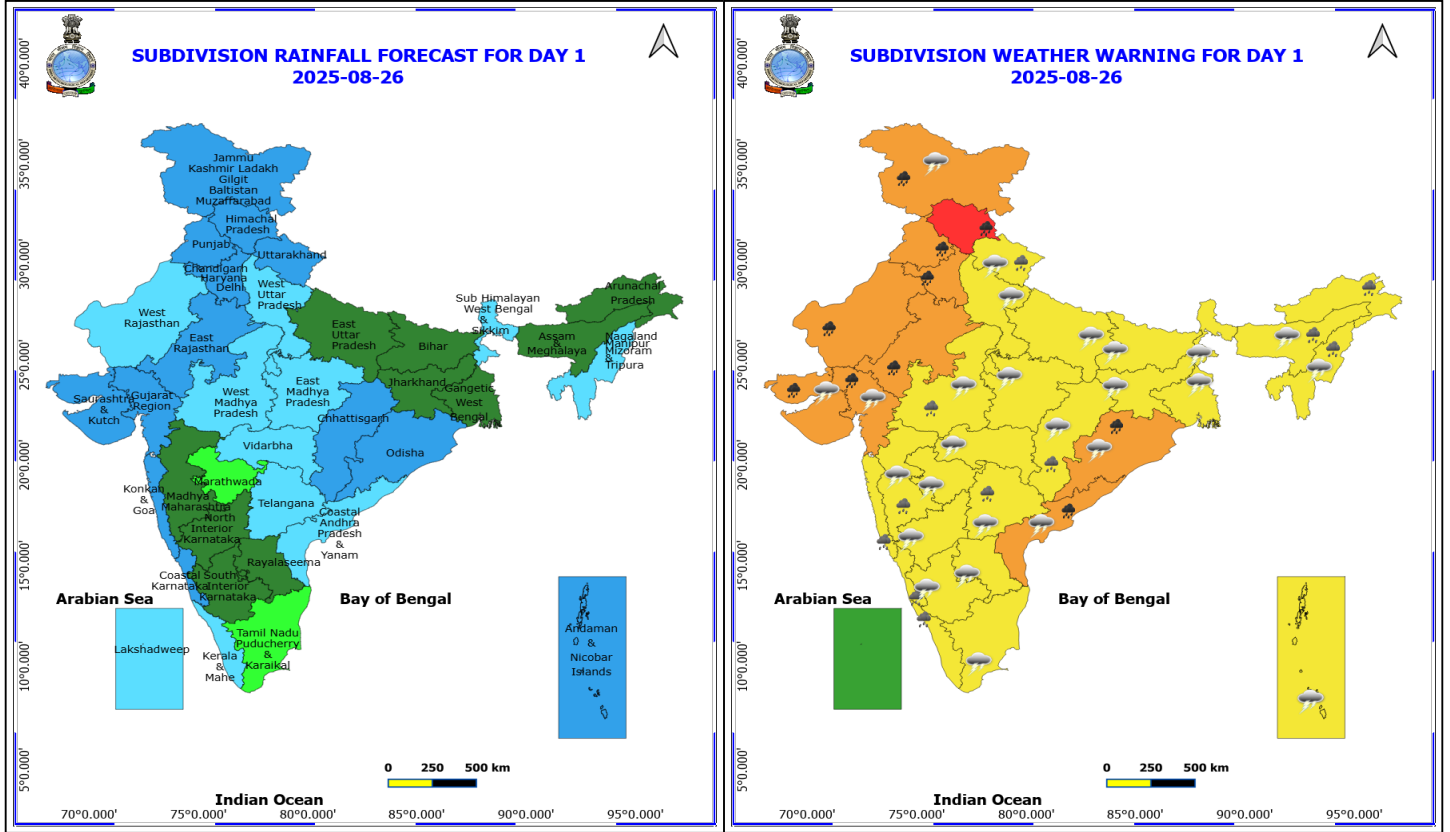 SUBDIVISION RAINFALL FORECAST FOR DAY 1
2025-08-26
40°0.000'
35°0.000'
30°0.000'
25°0.000'
20°0.000'
15°0.000'
10°0.000'
5°0.000'
Jammu
Kashmir Ladakh
Gilgit
Baltistan
Muzaffarabad
Himachal
Pradesh
Punjab
Uttarakhand
Chandigarh
Haryana
Delhi
West
Uttar
Pradesh
West
Rajasthan
East
Rajasthan
East
Uttar
Pradesh
Bihar
Sub Himalayan
West Bengal
&
Sikkim
Arunachal
Pradesh
Assam
&
Meghalaya
Nagaland
Manipur
Mizoram
&
Tripura
Saurashtra
&
Kutch
Gujarat
Region
West
Madhya
Pradesh
East
Madhya
Pradesh
Jharkhand
Gangetic
West
Bengal
Chhattisgarh
Odisha
Vidarbha
Marathwada
Konkan
&
Goa
Madhya
Maharashtra
North
Interior
Karnataka
Telangana
Coastal
Andhra
Pradesh
&
Yanam
Rayalaseema
Coastal
Karnataka
South
Interior
Karnataka
Arabian Sea
Bay of Bengal
Lakshadweep
Kerala
&
Mahe
Tamil Nadu
Puducherry
&
Karaikal
Andaman
&
Nicobar
Islands
0 250 500 km
Indian Ocean
70°0.000' 75°0.000' 80°0.000' 85°0.000' 90°0.000' 95°0.000'
SUBDIVISION WEATHER WARNING FOR DAY 1
2025-08-26
40°0.000'
35°0.000'
30°0.000'
25°0.000'
20°0.000'
15°0.000'
10°0.000'
5°0.000'
Arabian Sea
Bay of Bengal
0 250 500 km
Indian Ocean
70°0.000' 75°0.000' 80°0.000' 85°0.000' 90°0.000' 95°0.000'